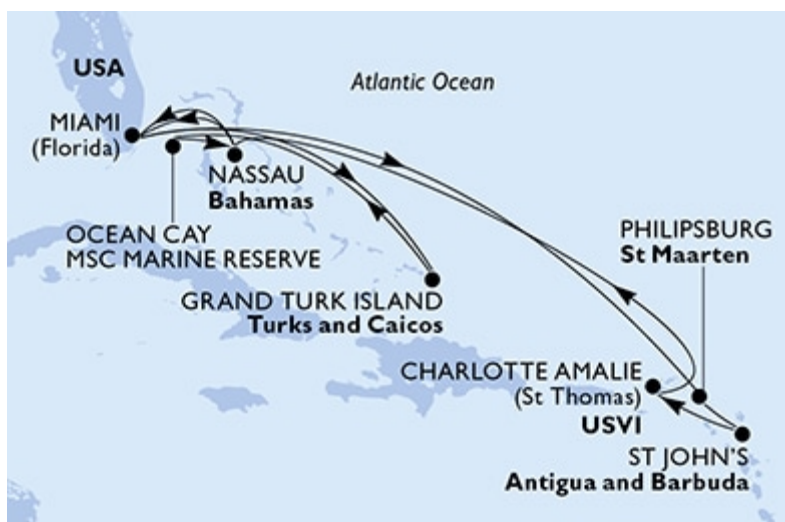 USA
Atlantic Ocean
MIAMI
(Florida)
NASSAU
Bahamas
OCEAN CAY
MSC MARINE RESERVE
GRAND TURK ISLAND
Turks and Caicos
PHILIPSBURG
St Maarten
CHARLOTTE AMALIE
(St Thomas)
USVI
ST JOHN'S
Antigua and Barbuda